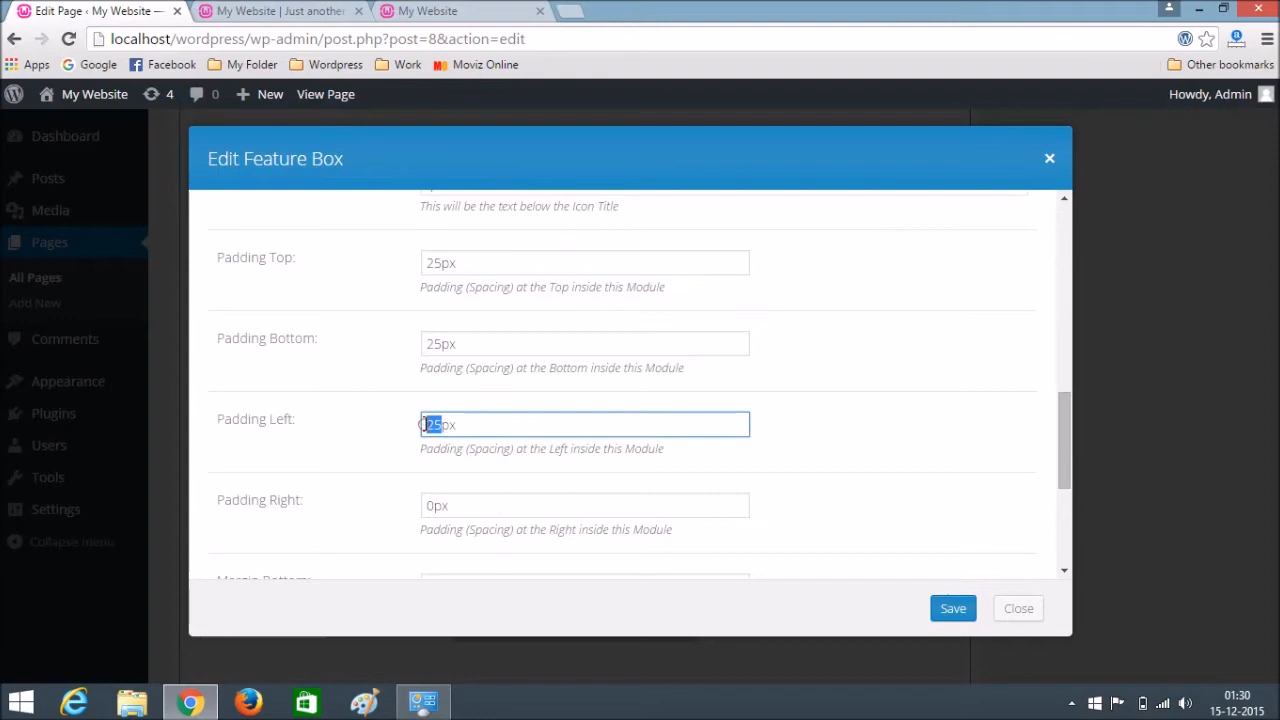 Edit Page ‹ My Website —
My Website | Just another
My Website
localhost/wordpress/wp-admin/post.php?post=8&action=edit
Apps
Google
Facebook
My Folder
Wordpress
Work
Moviz Online
Other bookmarks
My Website
4
0
New
View Page
Howdy, Admin
Dashboard
Posts
Media
Pages
All Pages
Add New
Comments
Appearance
Plugins
Users
Tools
Settings
Collapse menu
Edit Feature Box
This will be the text below the Icon Title
Padding Top:
25px
Padding (Spacing) at the Top inside this Module
Padding Bottom:
25px
Padding (Spacing) at the Bottom inside this Module
Padding Left:
25px
Padding (Spacing) at the Left inside this Module
Padding Right:
0px
Padding (Spacing) at the Right inside this Module
Margin Bottom:
Save
Close
01:30
15-12-2015